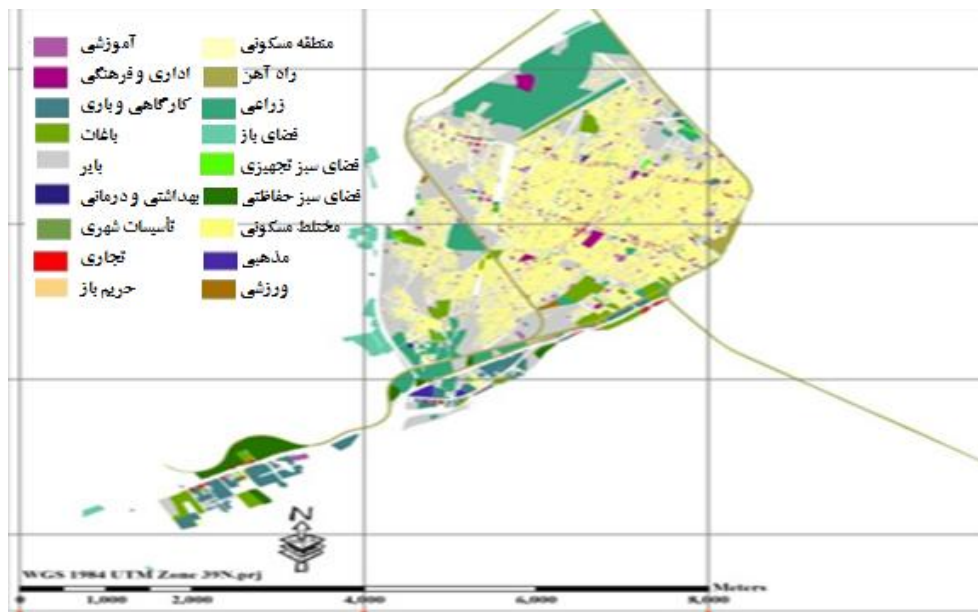 منطقه مسکونی
راه آهن
زراعی
فضای باز
فضای سبز تجهیزی
فضای سبز حفاظتی
مختلط مسکونی
مذهبی
ورزشی
آموزشی
اداری و فرهنگی
کارگاهی و باری
باغات
بایر
بهداشتی و درمانی
تأسیسات شهری
تجاری
حریم باز
N
WGS 1984 UTM Zone 39N.prj
Meters
0 1,000 2,000 4,000 6,000 8,000